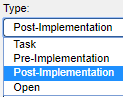 Type:
Post-Implementation
Task
Pre-Implementation
Post-Implementation
Open